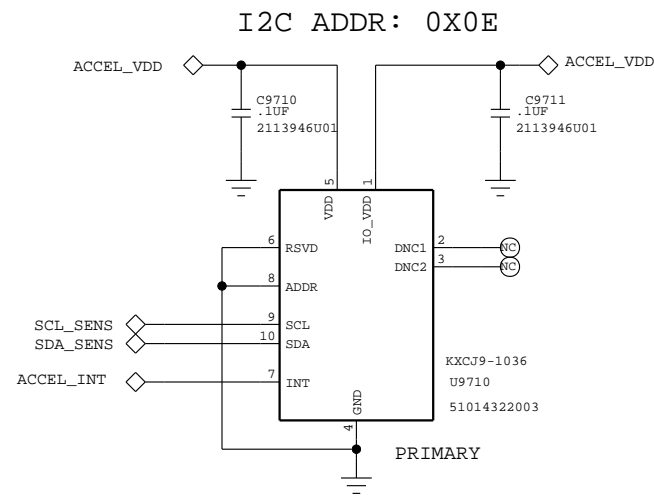 I2C ADDR: 0X0E
ACCEL_VDD
ACCEL_VDD
C9710
.1UF
2113946U01
C9711
.1UF
2113946U01
5
1
VDD
IO_VDD
6
RSVD
DNC1
2
NC
DNC2
3
NC
8
ADDR
SCL_SENS
9
SCL
SDA_SENS
10
SDA
ACCEL_INT
7
INT
KXCJ9-1036
U9710
51014322003
GND
4
PRIMARY